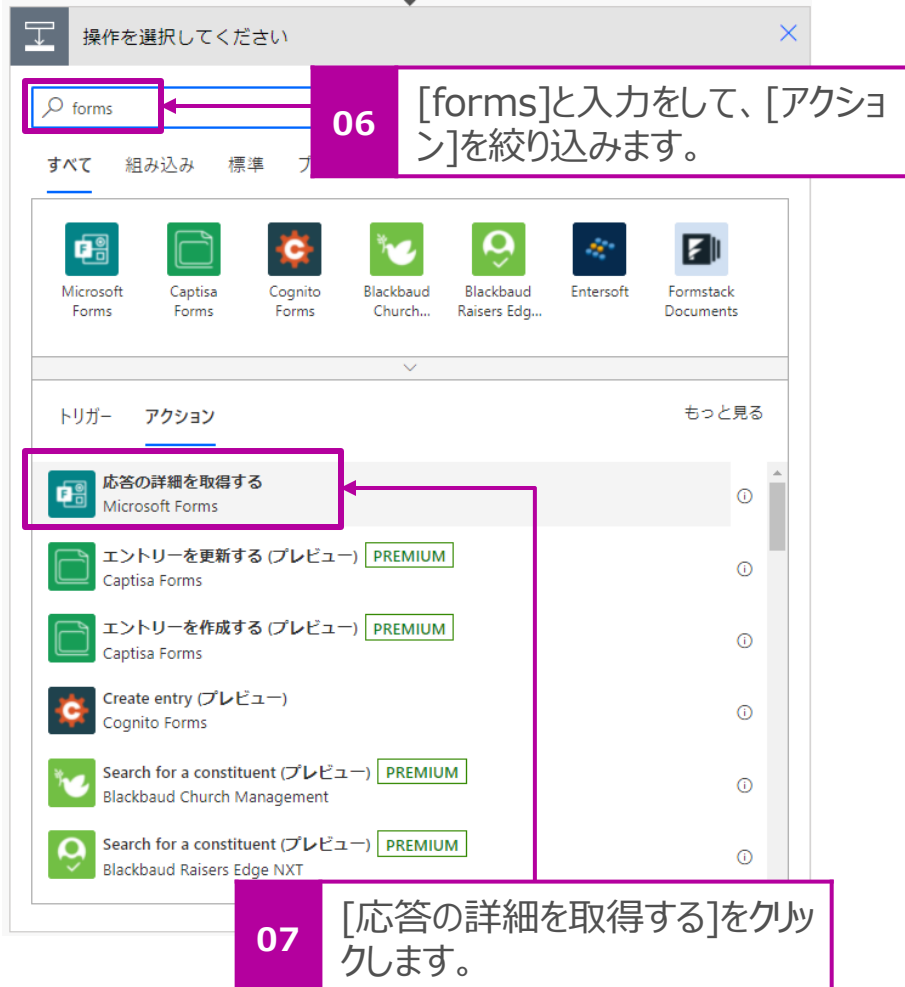 操作を選択してください
forms
06
[forms]と入力をして、[アクショ
ン]を絞り込みます。
すべて 組み込み 標準
Microsoft
Forms
Captisa
Forms
Cognito
Forms
Blackbaud
Church...
Blackbaud
Raisers Edg...
Entersoft
Formstack
Documents
トリガー アクション もっと見る
応答の詳細を取得する
Microsoft Forms
エントリーを更新する (プレビュー) PREMIUM
Captisa Forms
エントリーを作成する (プレビュー) PREMIUM
Captisa Forms
Create entry (プレビュー)
Cognito Forms
Search for a constituent (プレビュー) PREMIUM
Blackbaud Church Management
Search for a constituent (プレビュー) PREMIUM
Blackbaud Raisers Edge NXT
07
[応答の詳細を取得する]をクリッ
クします。